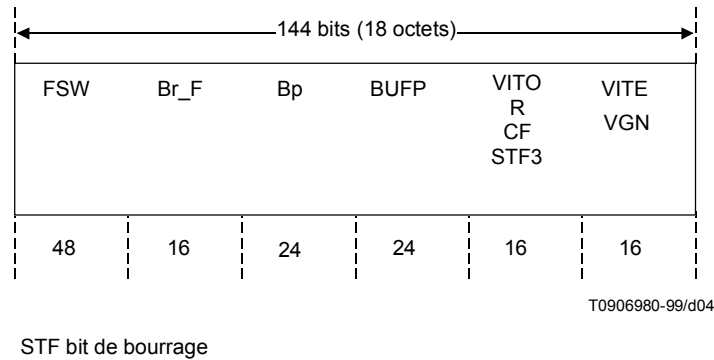 144 bits (18 octets)
FSW Br_F Bp BUFP VITO VITE
R VGN
CF
STF3
48 16 24 24 16 16
T0906980-99/d04
STF bit de bourrage